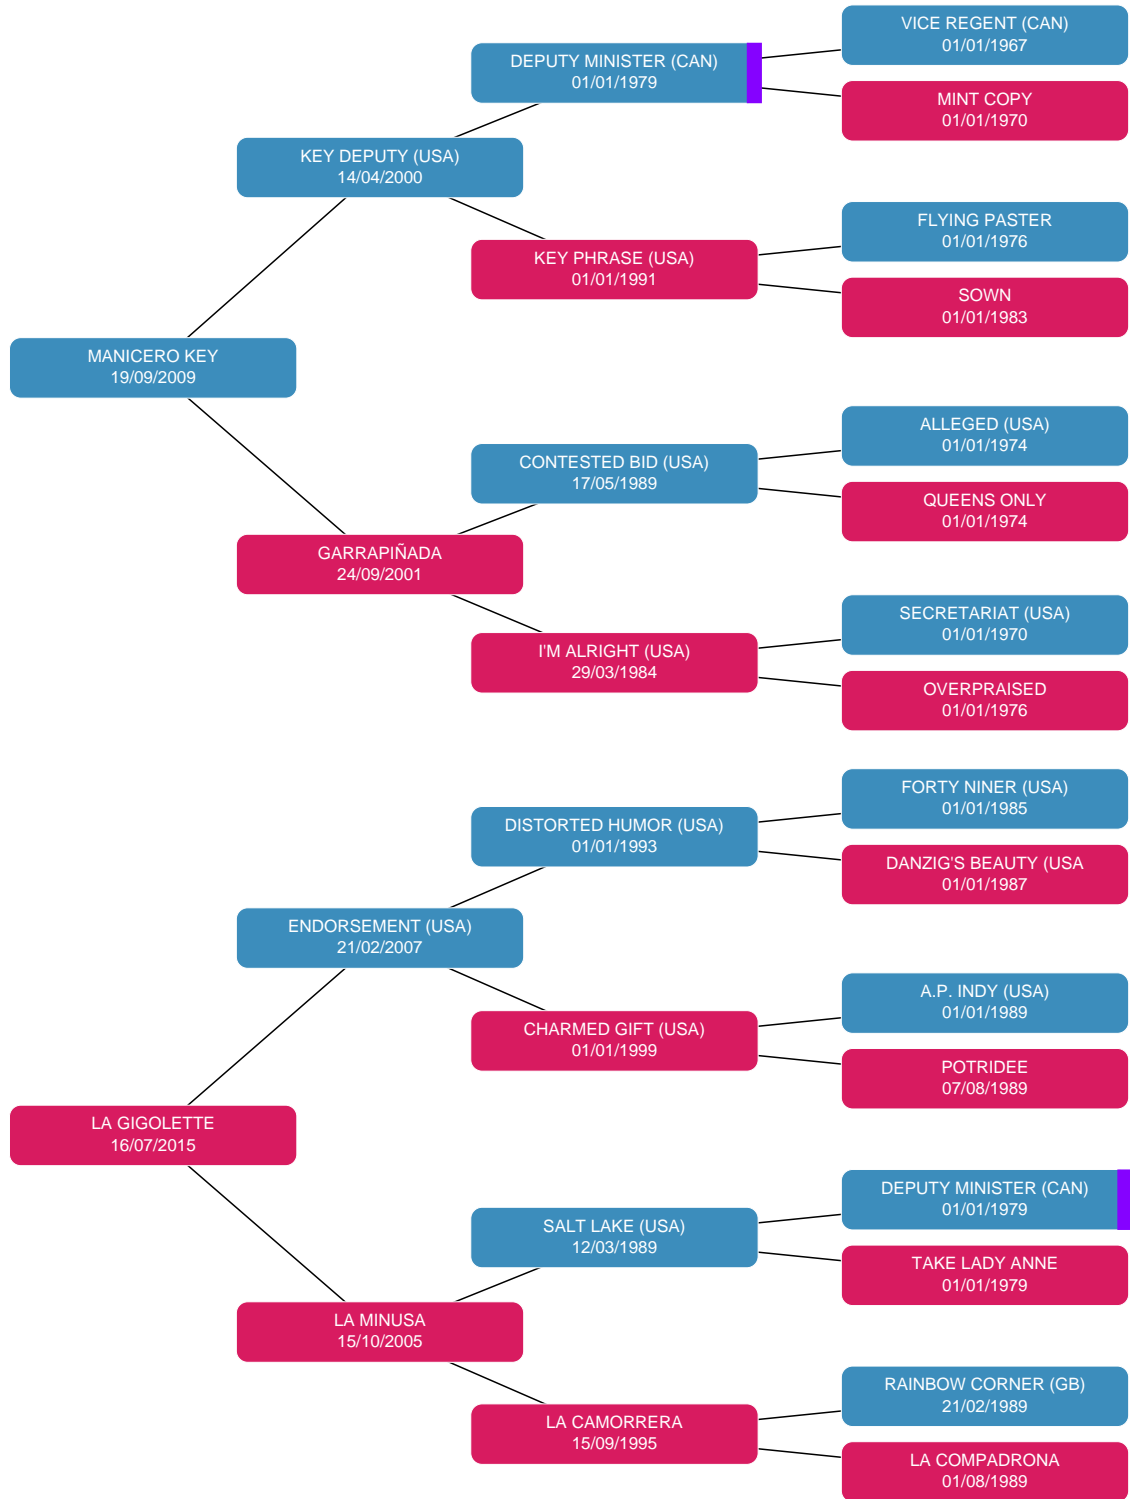 VICE REGENT (CAN)
01/01/1967
DEPUTY MINISTER (CAN)
01/01/1979
MINT COPY
01/01/1970
KEY DEPUTY (USA)
14/04/2000
FLYING PASTER
01/01/1976
KEY PHRASE (USA)
01/01/1991
SOWN
01/01/1983
MANICERO KEY
19/09/2009
ALLEGED (USA)
01/01/1974
CONTESTED BID (USA)
17/05/1989
QUEENS ONLY
01/01/1974
GARRAPIÑADA
24/09/2001
SECRETARIAT (USA)
01/01/1970
I'M ALRIGHT (USA)
29/03/1984
OVERPRAISED
01/01/1976
FORTY NINER (USA)
01/01/1985
DISTORTED HUMOR (USA)
01/01/1993
DANZIG'S BEAUTY (USA
01/01/1987
ENDORSEMENT (USA)
21/02/2007
A.P. INDY (USA)
01/01/1989
CHARMED GIFT (USA)
01/01/1999
POTRIDEE
07/08/1989
LA GIGOLETTE
16/07/2015
DEPUTY MINISTER (CAN)
01/01/1979
SALT LAKE (USA)
12/03/1989
TAKE LADY ANNE
01/01/1979
LA MINUSA
15/10/2005
RAINBOW CORNER (GB)
21/02/1989
LA CAMORRERA
15/09/1995
LA COMPADRONA
01/08/1989